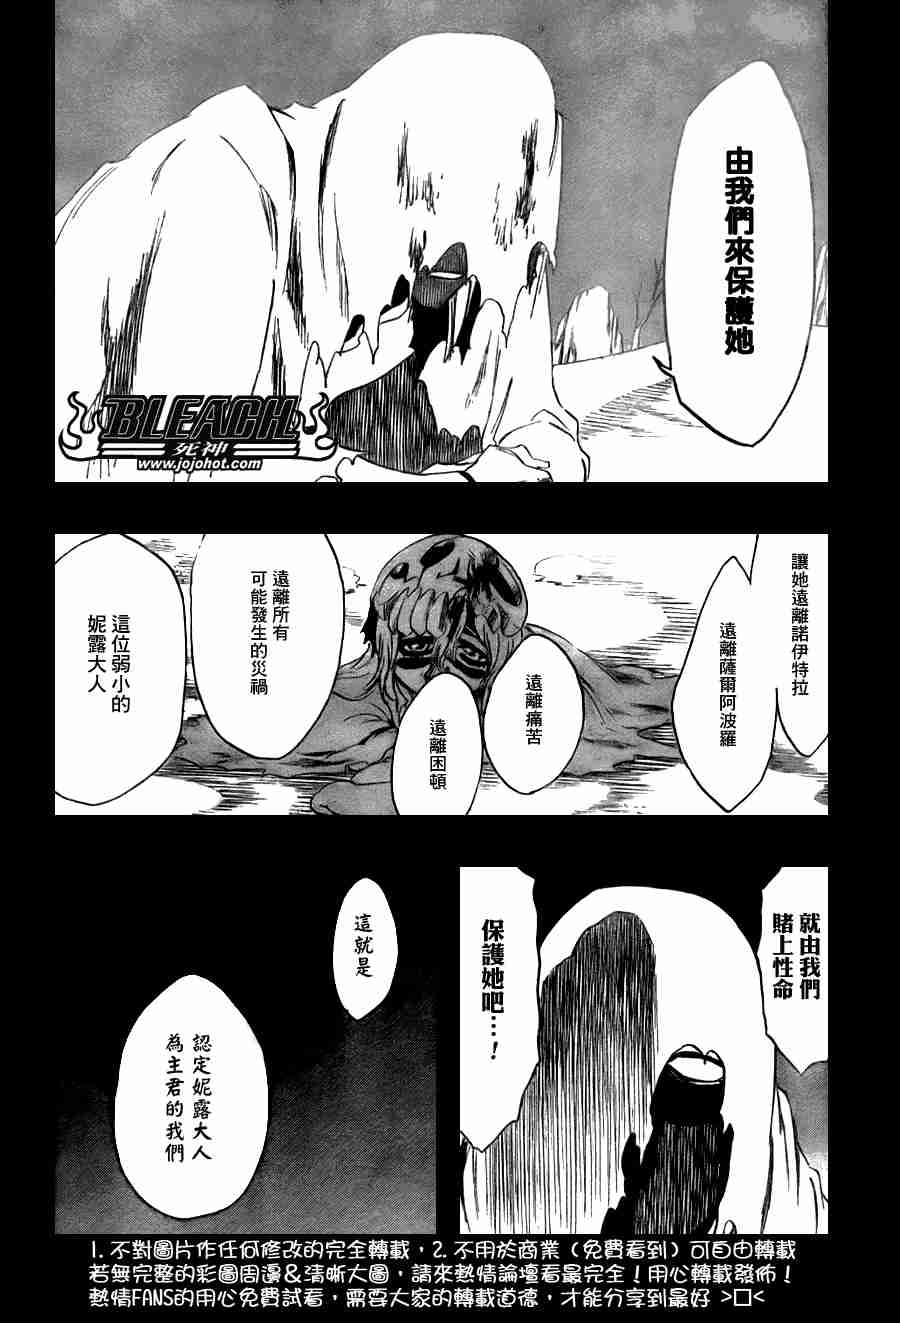 由我們來保護她
BLEACH
死神
www.jojohot.com
讓她遠離諾伊特拉
遠離薩爾阿波羅
遠離痛苦
遠離困頓
遠離所有
可能發生的災禍
這位弱小的
妮露大人
就由我們
賭上性命
保護她吧…!
這就是
認定妮露大人
為主君的我們
1. 不對圖片作任何修改的完全轉載，2. 不用於商業（免費看到）可自由轉載
若無完整的彩圖周邊＆清晰大圖，請來熱情論壇看最完全！用心轉載發佈！
熱情FANS的用心免費試看，需要大家的轉載道德，才能分享到最好 >□<